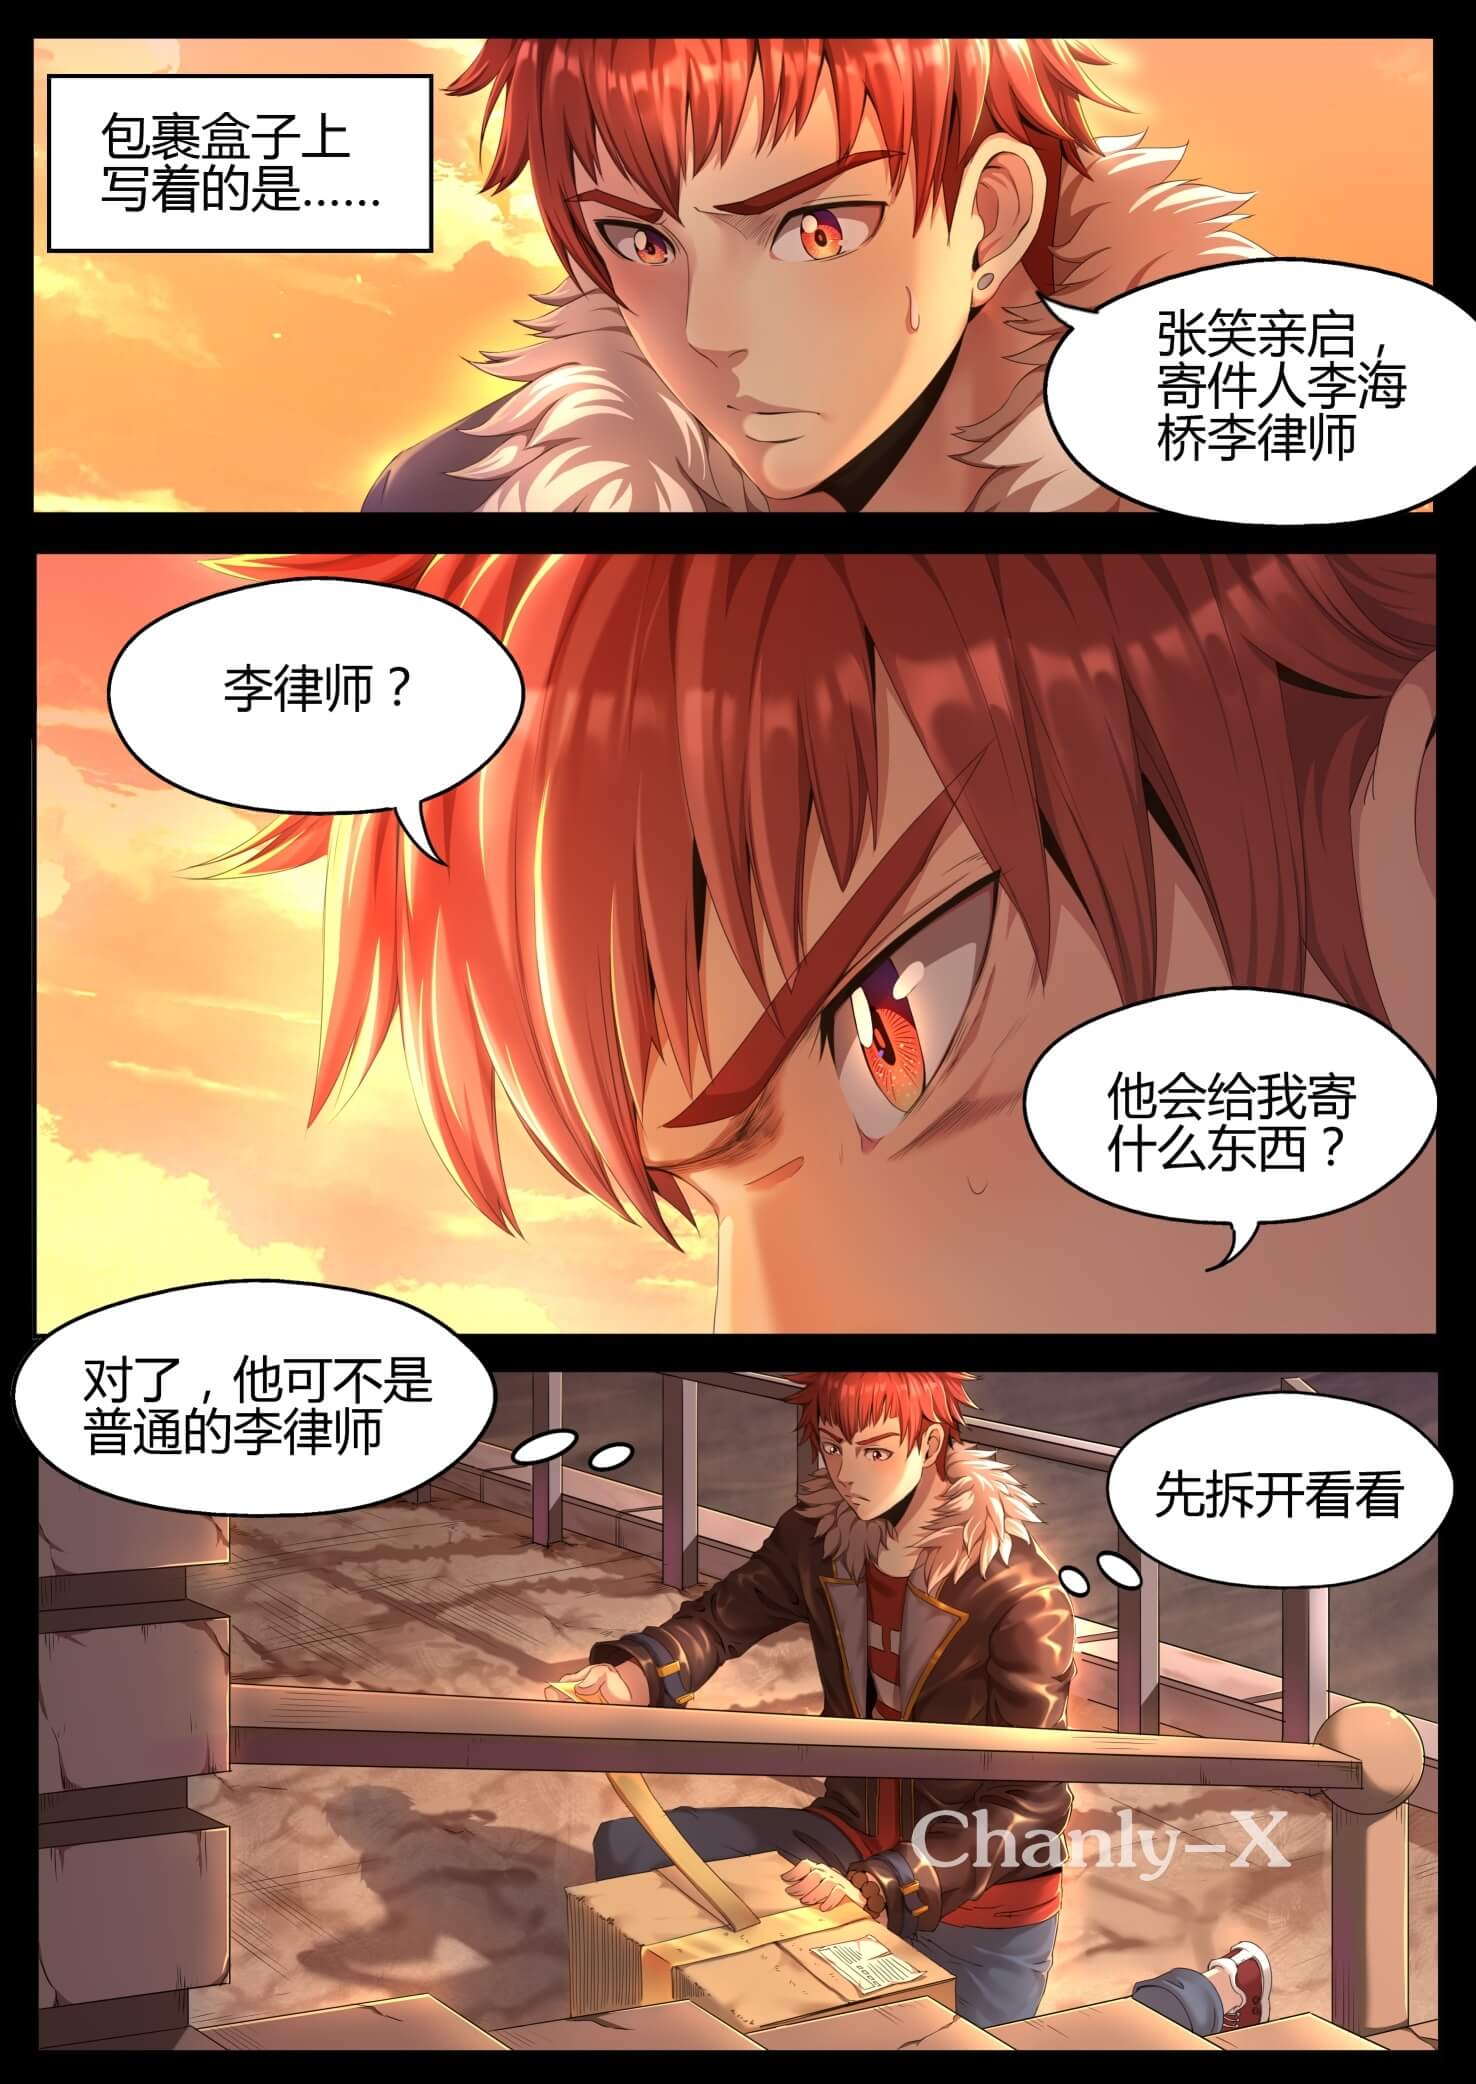 包裹盒子上
写着的是……
张笑亲启，
寄件人李海
桥李律师
李律师？
他会给我寄
什么东西？
对了，他可不是
普通的李律师
先拆开看看
Chanly-X